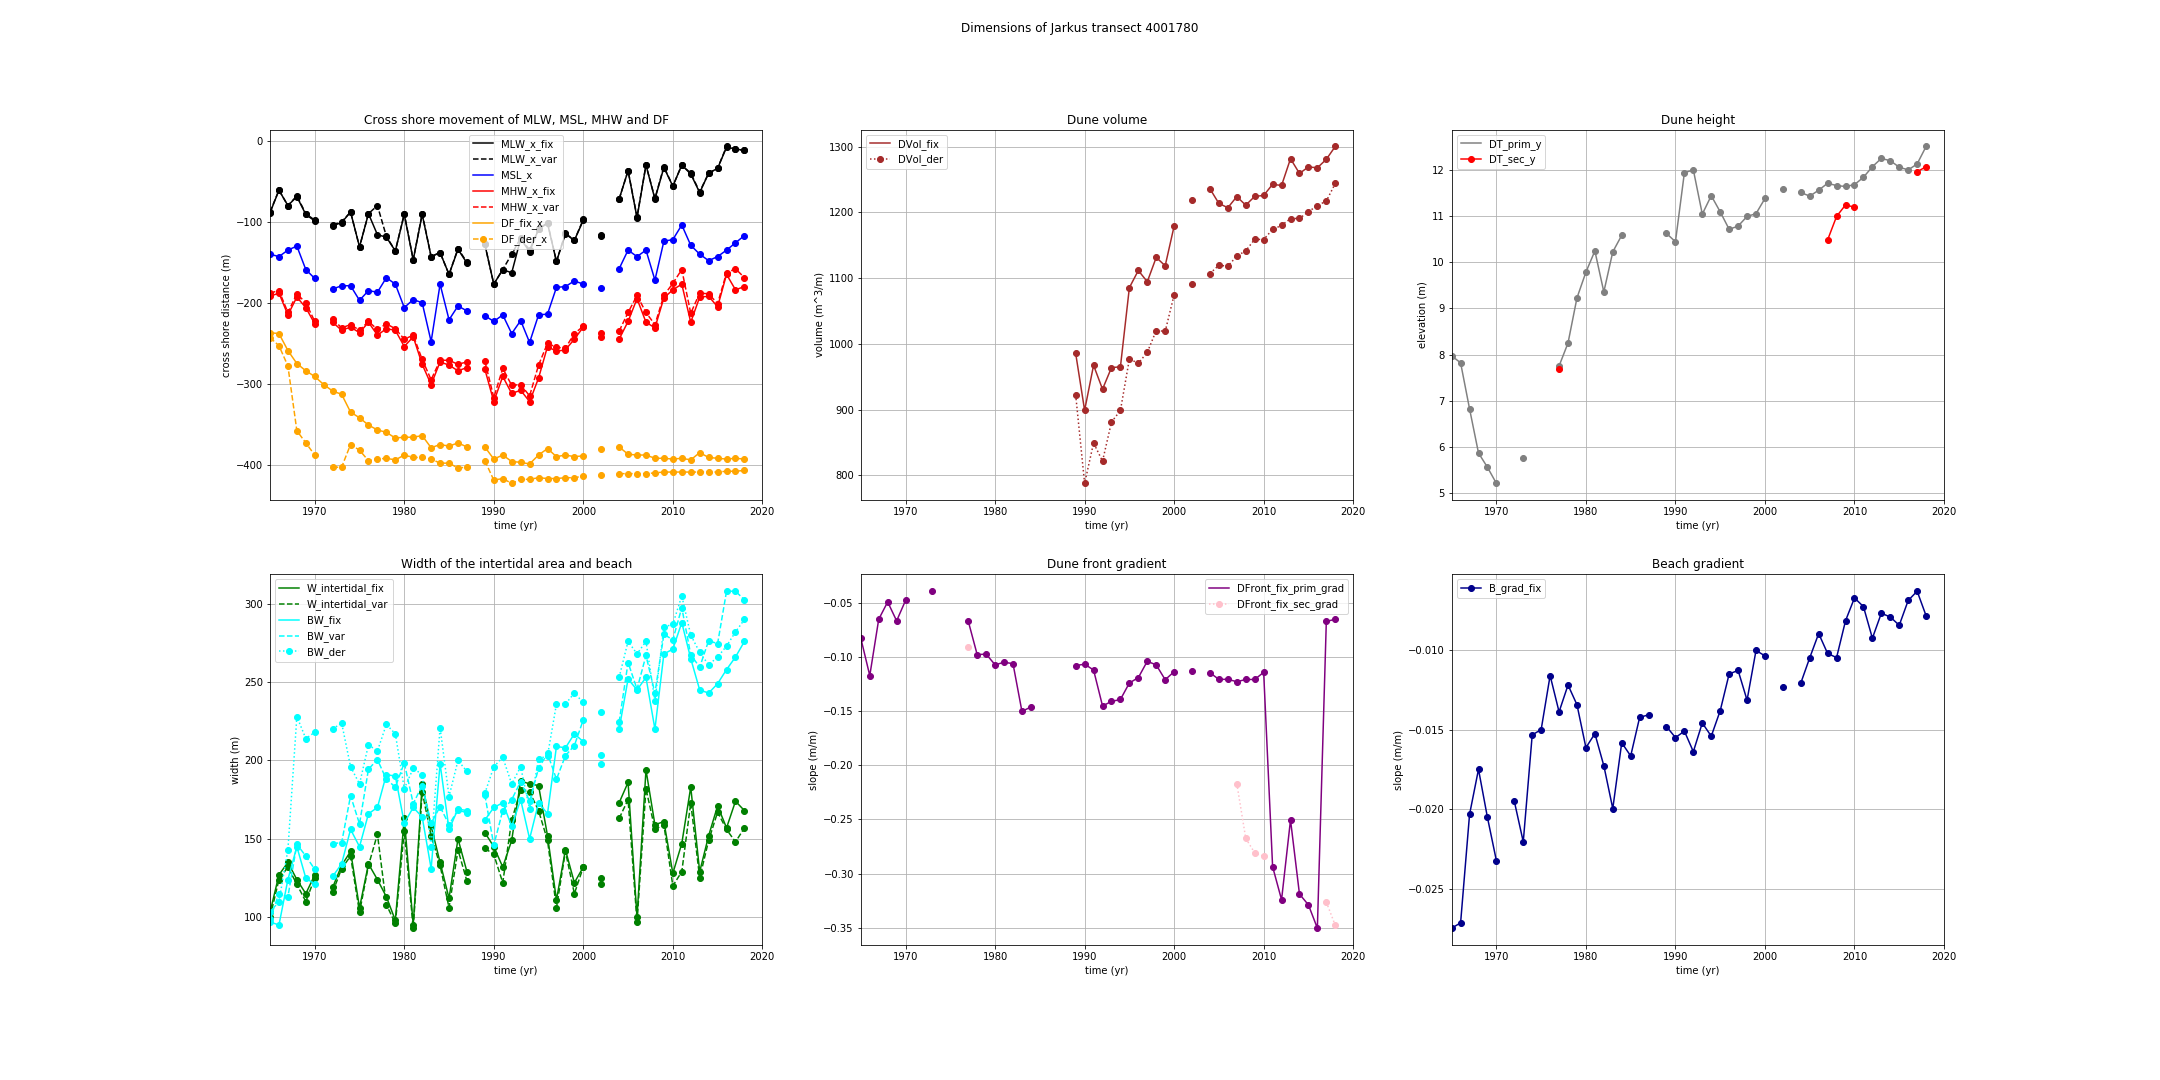 Dimensions of Jarkus transect 4001780
Cross shore movement of MLW, MSL, MHW and DF
0
−100
−200
−300
−400
cross shore distance (m)
MLW_x_fix
MLW_x_var
MSL_x
MHW_x_fix
MHW_x_var
DF_fix_x
DF_der_x
1970 1980 1990 2000 2010 2020
time (yr)
Dune volume
1300
1200
1100
1000
900
800
volume (m^3/m)
DVol_fix
DVol_der
1970 1980 1990 2000 2010 2020
time (yr)
Dune height
12
11
10
9
8
7
6
5
elevation (m)
DT_prim_y
DT_sec_y
1970 1980 1990 2000 2010 2020
time (yr)
Width of the intertidal area and beach
300
250
200
150
100
width (m)
W_intertidal_fix
W_intertidal_var
BW_fix
BW_var
BW_der
1970 1980 1990 2000 2010 2020
time (yr)
Dune front gradient
−0.05
−0.10
−0.15
−0.20
−0.25
−0.30
−0.35
slope (m/m)
DFront_fix_prim_grad
DFront_fix_sec_grad
1970 1980 1990 2000 2010 2020
time (yr)
Beach gradient
−0.010
−0.015
−0.020
−0.025
slope (m/m)
B_grad_fix
1970 1980 1990 2000 2010 2020
time (yr)